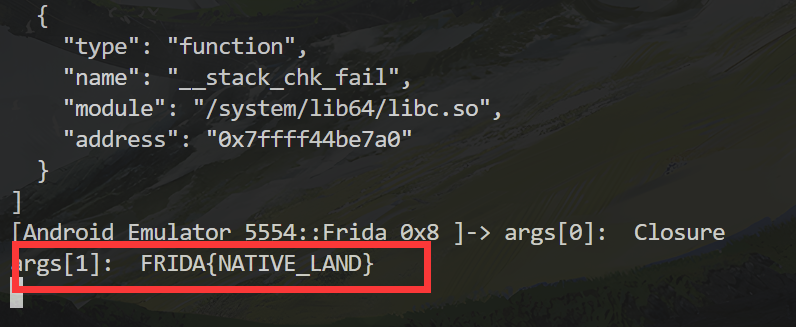 {
"type": "function",
"name": "__stack_chk_fail",
"module": "/system/lib64/libc.so",
"address": "0x7ffff44be7a0"
}
]
[Android Emulator 5554::Frida 0x8 ]-> args[0]:  Closure
args[1]:  FRIDA{NATIVE_LAND}